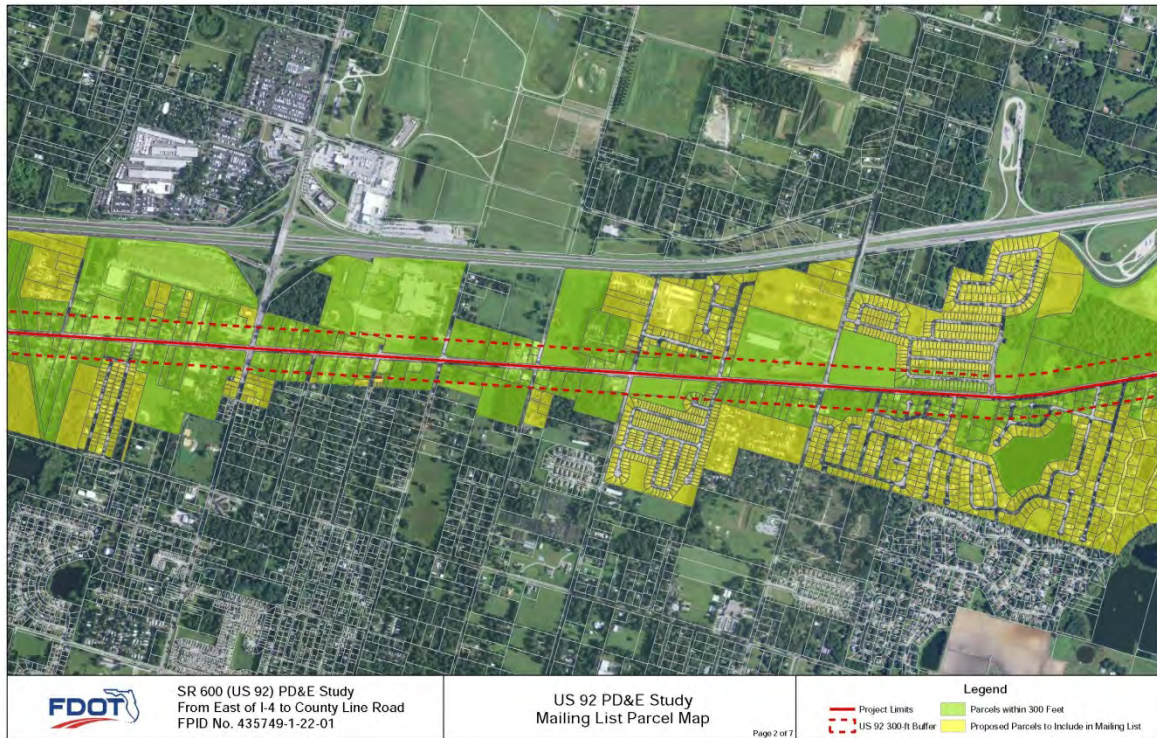 FDOT
SR 600 (US 92) PD&E Study
From East of I-4 to County Line Road
FPID No. 435749-1-22-01
US 92 PD&E Study
Mailing List Parcel Map
Page 2 of 7
Legend
Project Limits
US 92 300-ft Buffer
Parcels within 300 Feet
Proposed Parcels to Include in Mailing List